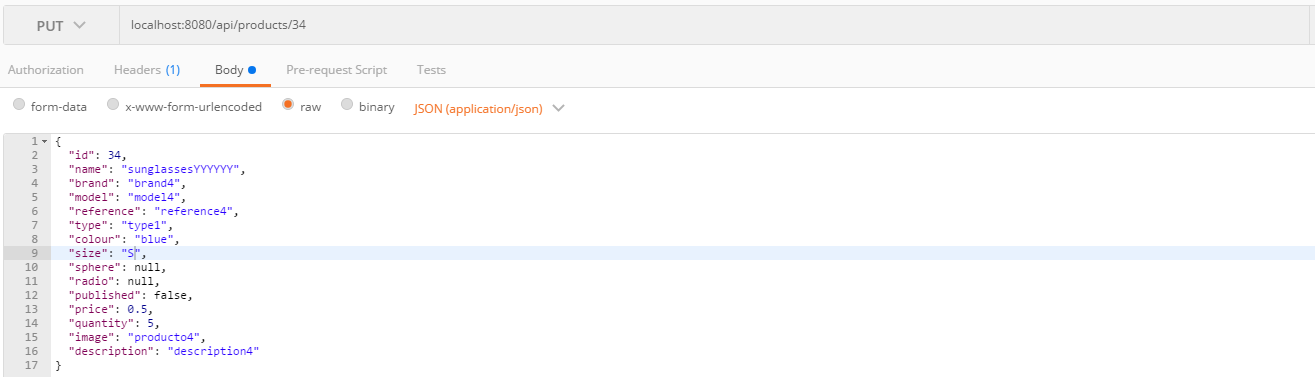 PUT localhost:8080/api/products/34
Authorization Headers (1) Body Pre-request Script Tests
form-data x-www-form-urlencoded raw binary JSON (application/json)
1 {
2 "id": 34,
3 "name": "sunglassesYYYYYY",
4 "brand": "brand4",
5 "model": "model4",
6 "reference": "reference4",
7 "type": "type1",
8 "colour": "blue",
9 "size": "S",
10 "sphere": null,
11 "radio": null,
12 "published": false,
13 "price": 0.5,
14 "quantity": 5,
15 "image": "producto4",
16 "description": "description4"
17 }